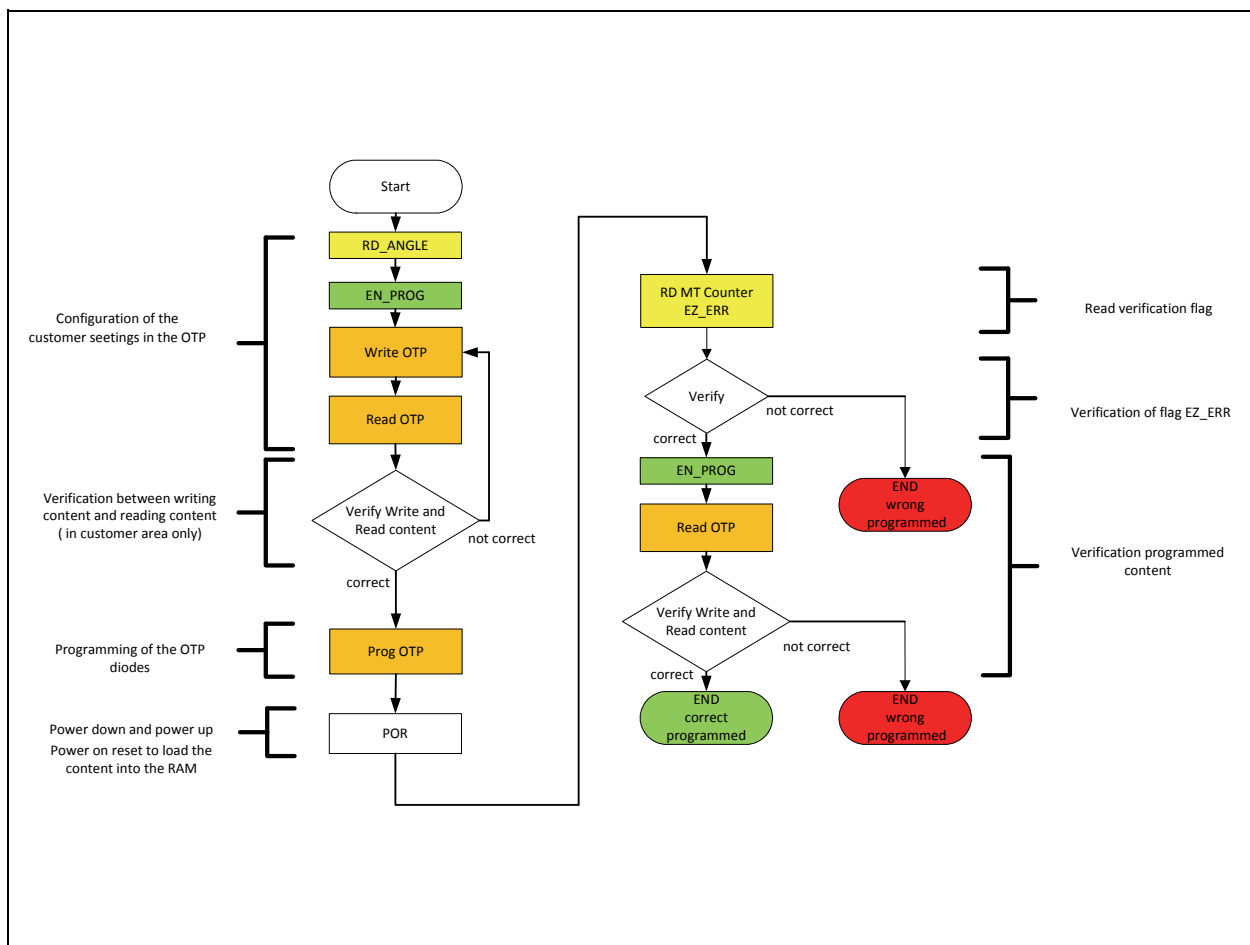 Start
RD_ANGLE
EN_PROG
Configuration of the
customer seetings in the OTP
Write OTP
Read OTP
Verification between writing
content and reading content
( in customer area only)
Verify Write and
Read content
not correct
correct
Programming of the OTP
diodes
Prog OTP
Power down and power up
Power on reset to load the
content into the RAM
POR
RD MT Counter
EZ_ERR
Read verification flag
Verify
not correct
correct
Verification of flag EZ_ERR
EN_PROG
END
wrong
programmed
Read OTP
Verification programmed
content
Verify Write and
Read content
not correct
correct
END
correct
programmed
END
wrong
programmed